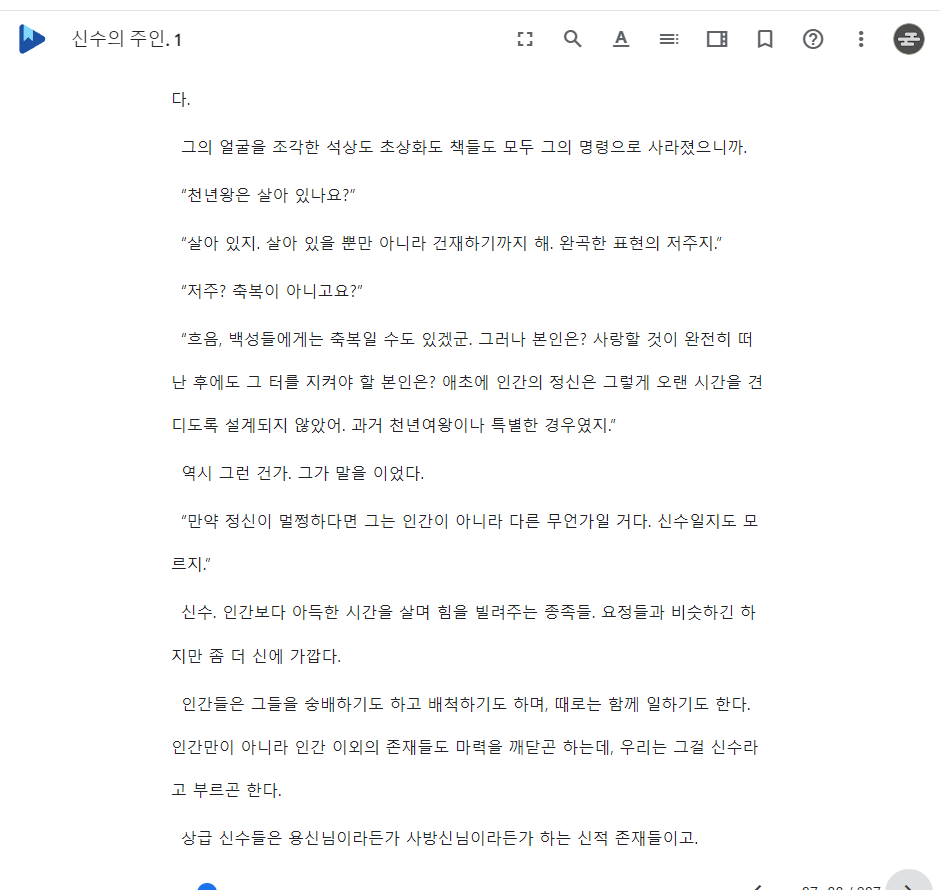 신수의 주인. 1
다.
그의 얼굴을 조각한 석상도 초상화도 책들도 모두 그의 명령으로 사라졌으니까.
“천년왕은 살아 있나요?”
“살아 있지. 살아 있을 뿐만 아니라 건재하기까지 해. 완곡한 표현의 저주지.”
“저주? 축복이 아니고요?”
“흐음, 백성들에게는 축복일 수도 있겠군. 그러나 본인은? 사랑할 것이 완전히 떠
난 후에도 그 터를 지켜야 할 본인은? 애초에 인간의 정신은 그렇게 오랜 시간을 견
디도록 설계되지 않았어. 과거 천년여왕이나 특별한 경우였지.”
역시 그런 건가. 그가 말을 이었다.
“만약 정신이 멀쩡하다면 그는 인간이 아니라 다른 무언가일 거다. 신수일지도 모
르지.”
신수. 인간보다 아득한 시간을 살며 힘을 빌려주는 종족들. 요정들과 비슷하긴 하
지만 좀 더 신에 가깝다.
인간들은 그들을 숭배하기도 하고 배척하기도 하며, 때로는 함께 일하기도 한다.
인간만이 아니라 인간 이외의 존재들도 마력을 깨닫곤 하는데, 우리는 그걸 신수라
고 부르곤 한다.
상급 신수들은 용신님이라든가 사방신님이라든가 하는 신적 존재들이고.